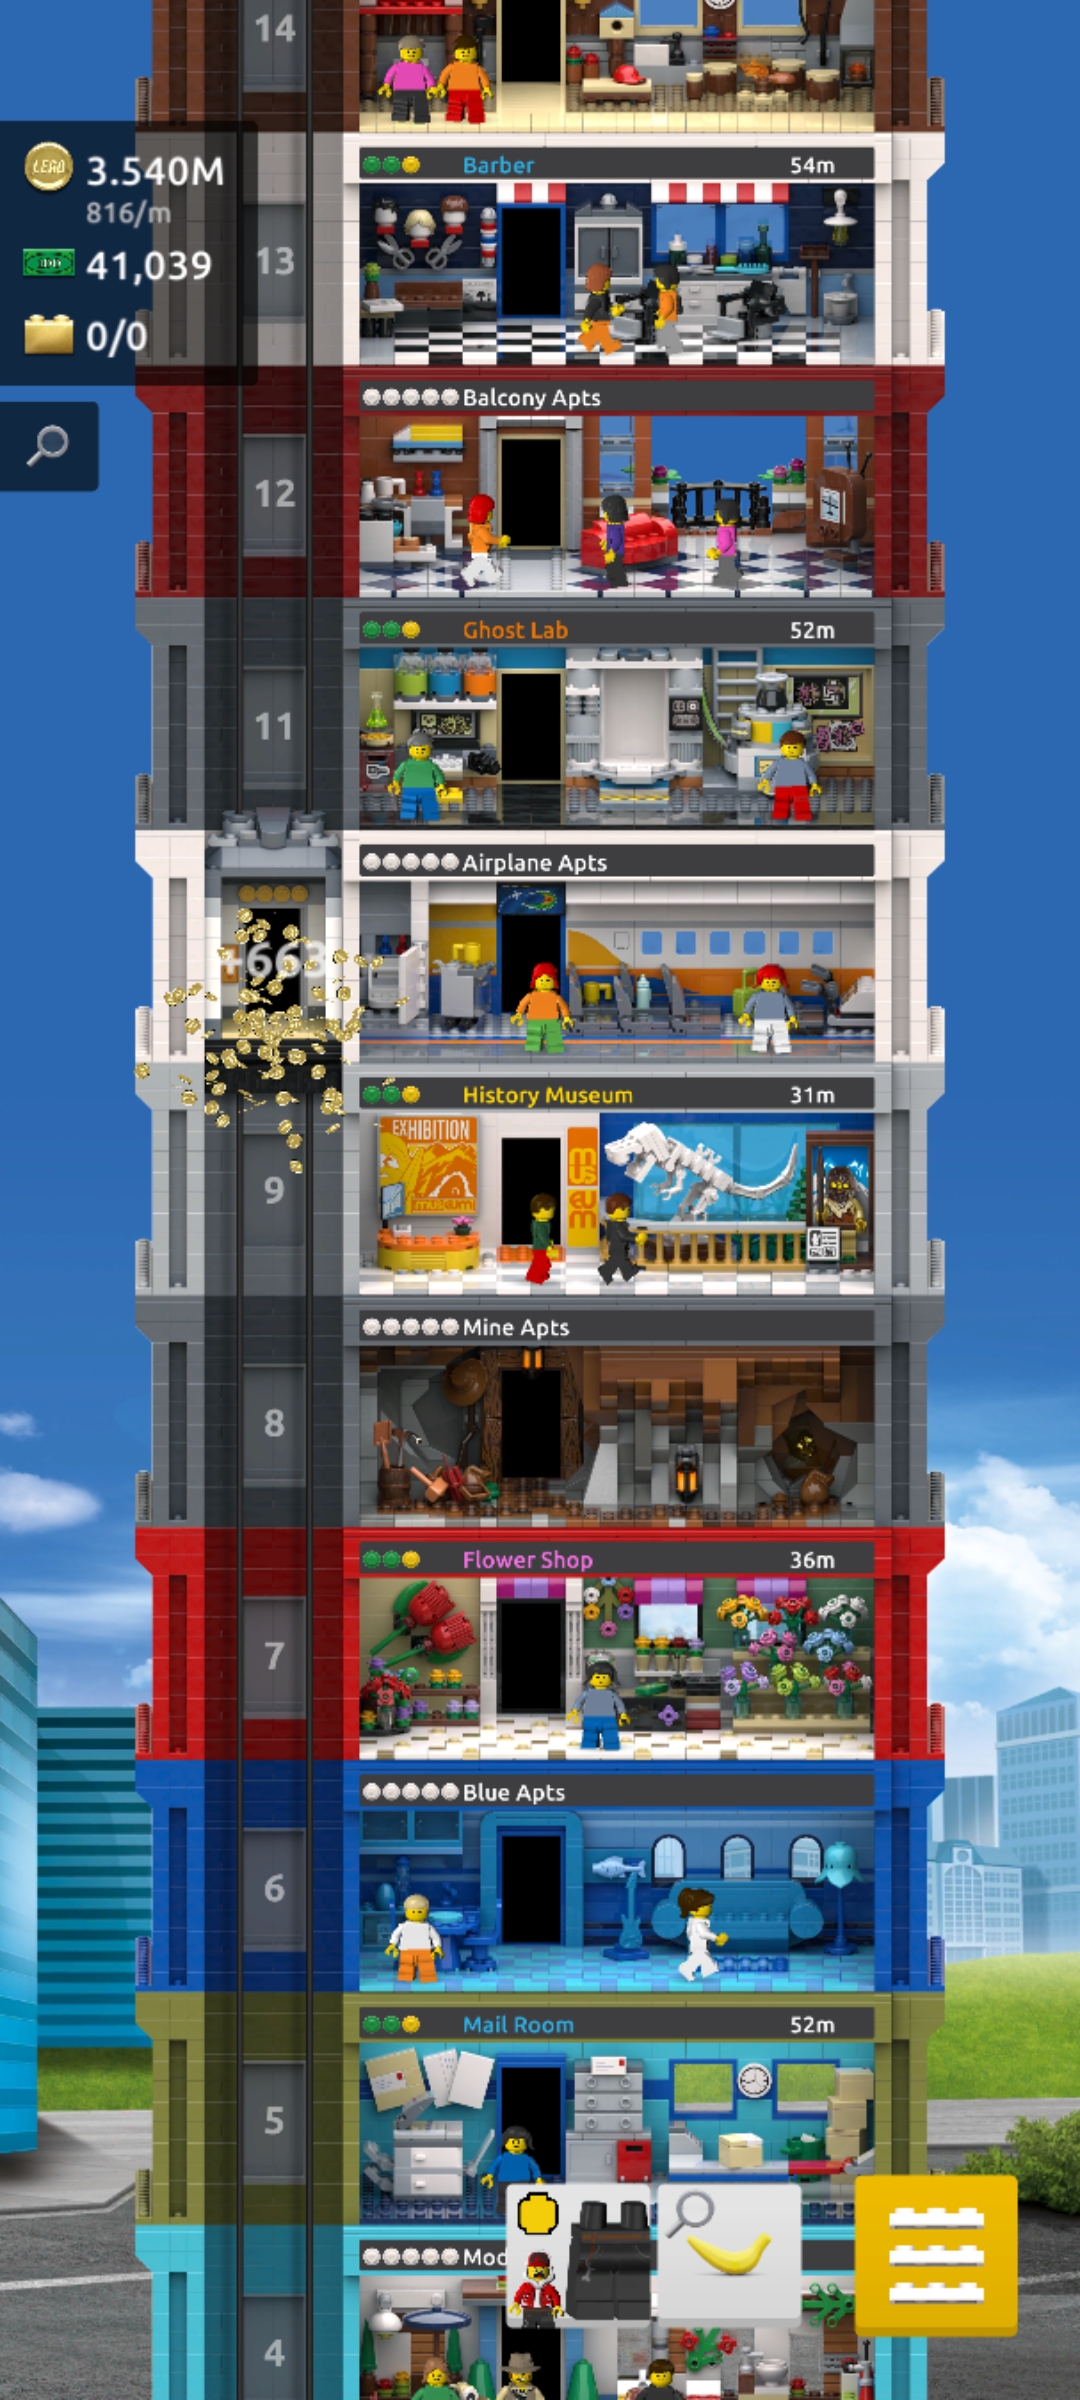 14
LEGO
3.540M
816/m
41,039
0/0
Barber 54m
13
Balcony Apts
12
Ghost Lab 52m
11
Airplane Apts
+663
History Museum 31m
EXHIBITION
museum
mus
eum
9
Mine Apts
8
Flower Shop 36m
7
Blue Apts
6
Mail Room 52m
5
Mod
4